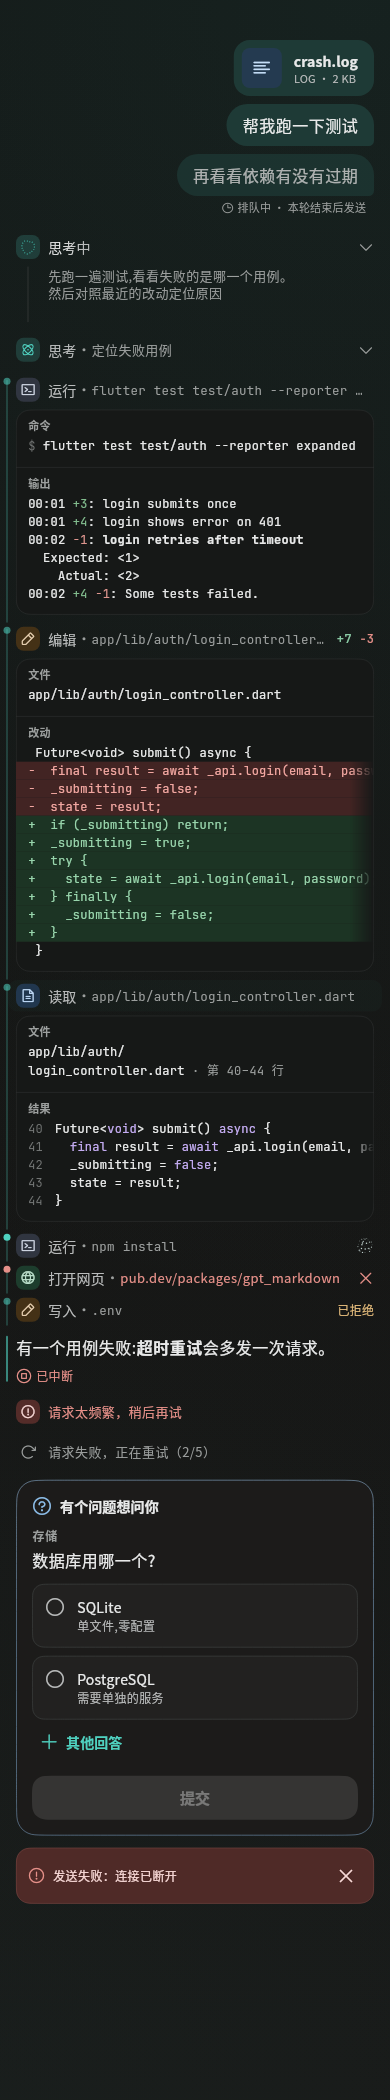 crash.log
LOG · 2 KB
帮我跑一下测试
再看看依赖有没有过期
排队中 · 本轮结束后发送
思考中
先跑一遍测试,看看失败的是哪一个用例。
然后对照最近的改动定位原因
思考 · 定位失败用例
运行 · flutter test test/auth --reporter …
命令
$ flutter test test/auth --reporter expanded
输出
00:01 +3: login submits once
00:01 +4: login shows error on 401
00:02 -1: login retries after timeout
  Expected: <1>
    Actual: <2>
00:02 +4 -1: Some tests failed.
编辑 · app/lib/auth/login_controller… +7 -3
文件
app/lib/auth/login_controller.dart
改动
 Future<void> submit() async {
-  final result = await _api.login(email, pass
-  _submitting = false;
-  state = result;
+  if (_submitting) return;
+  _submitting = true;
+  try {
+    state = await _api.login(email, password)
+  } finally {
+    _submitting = false;
+  }
 }
读取 · app/lib/auth/login_controller.dart
文件
app/lib/auth/
login_controller.dart · 第 40–44 行
结果
40 Future<void> submit() async {
41   final result = await _api.login(email, pa
42   _submitting = false;
43   state = result;
44 }
运行 · npm install
打开网页 · pub.dev/packages/gpt_markdown
写入 · .env 已拒绝
有一个用例失败:超时重试会多发一次请求。
已中断
请求太频繁，稍后再试
请求失败，正在重试（2/5）
有个问题想问你
存储
数据库用哪一个?
SQLite
单文件,零配置
PostgreSQL
需要单独的服务
其他回答
提交
发送失败：连接已断开